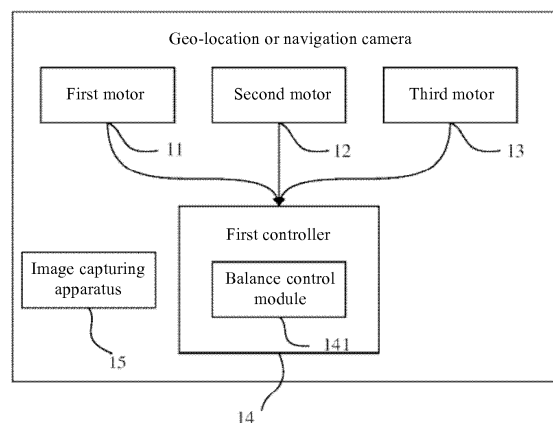 Geo-location or navigation camera
First motor
Second motor
Third motor
11
12
13
First controller
Image capturing
apparatus
Balance control
module
15
141
14